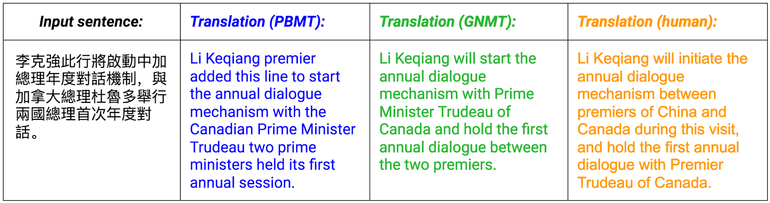 Input sentence:
Translation (PBMT):
Translation (GNMT):
Translation (human):
李克強此行將啟動中加
總理年度對話機制，與
加拿大總理杜魯多舉行
兩國總理首次年度對
話。
Li Keqiang premier
added this line to start
the annual dialogue
mechanism with the
Canadian Prime Minister
Trudeau two prime
ministers held its first
annual session.
Li Keqiang will start the
annual dialogue
mechanism with Prime
Minister Trudeau of
Canada and hold the first
annual dialogue between
the two premiers.
Li Keqiang will initiate the
annual dialogue
mechanism between
premiers of China and
Canada during this visit,
and hold the first annual
dialogue with Premier
Trudeau of Canada.